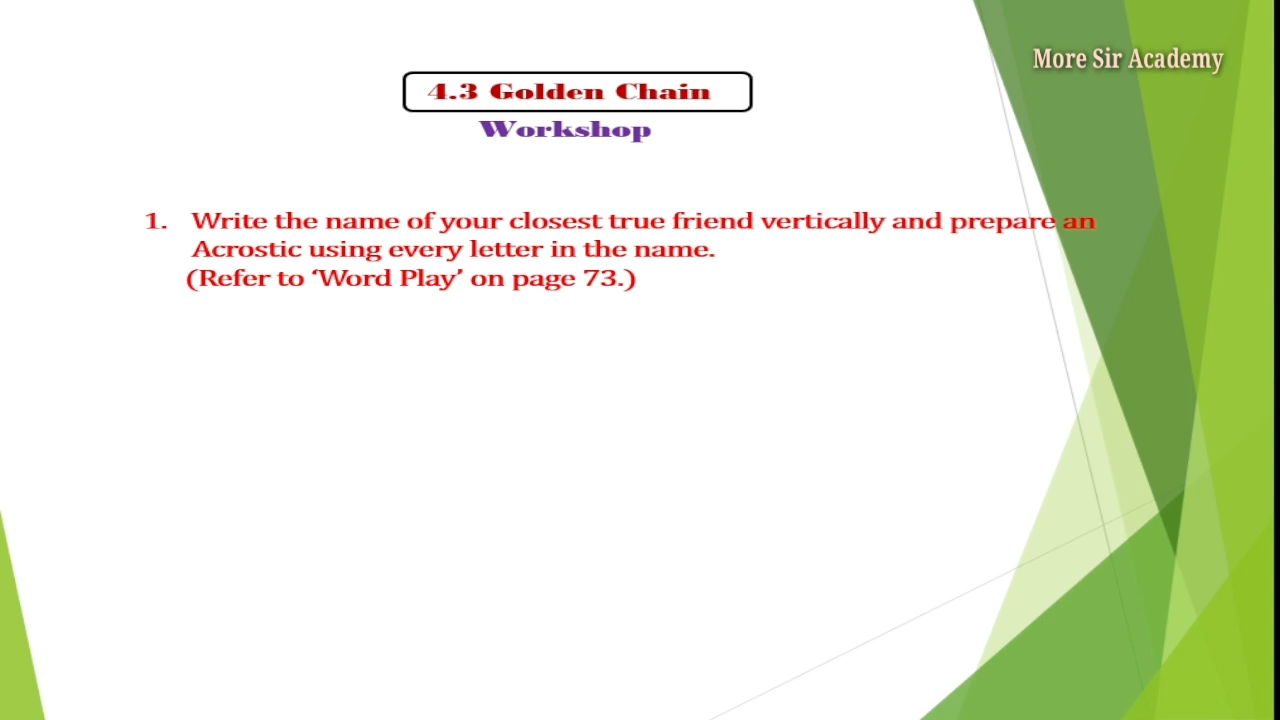 More Sir Academy
4.3 Golden Chain
Workshop
1. Write the name of your closest true friend vertically and prepare an
Acrostic using every letter in the name.
(Refer to ‘Word Play’ on page 73.)